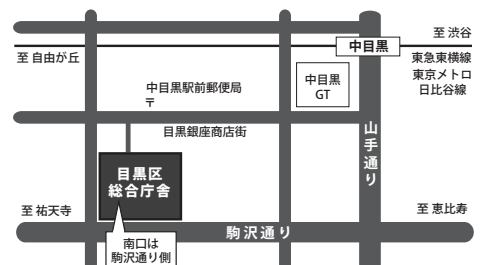 至 渋谷
中目黒
至 自由が丘
東急東横線
東京メトロ
日比谷線
中目黒
GT
中目黒駅前郵便局
〒
目黒銀座商店街
山手通り
目黒区
総合庁舎
至 祐天寺
至 恵比寿
駒沢通り
南口は
駒沢通り側